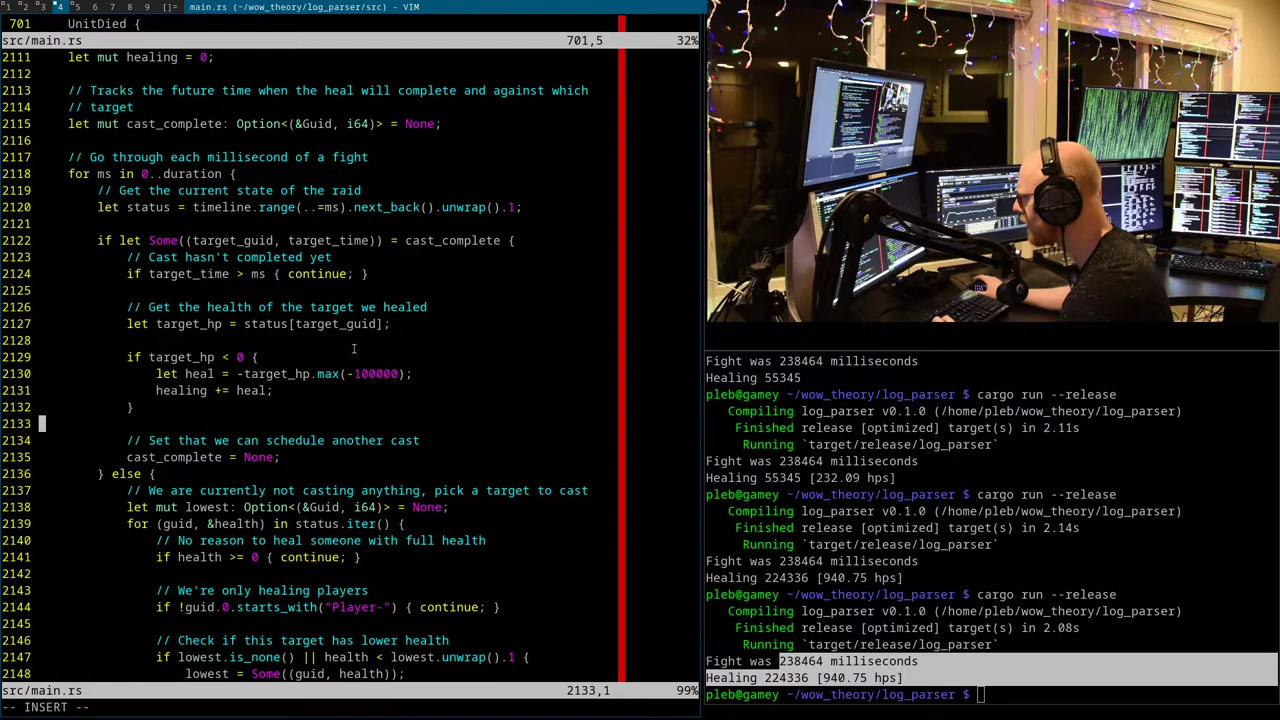 1 2 3 4 5 6 7 8 9 []= main.rs (~/wow_theory/log_parser/src) - VIM
701     UnitDied {
src/main.rs 701,5 32%
2111     let mut healing = 0;
2112
2113     // Tracks the future time when the heal will complete and against which
2114     // target
2115     let mut cast_complete: Option<(&Guid, i64)> = None;
2116
2117     // Go through each millisecond of a fight
2118     for ms in 0..duration {
2119         // Get the current state of the raid
2120         let status = timeline.range(..=ms).next_back().unwrap().1;
2121
2122         if let Some((target_guid, target_time)) = cast_complete {
2123             // Cast hasn't completed yet
2124             if target_time > ms { continue; }
2125
2126             // Get the health of the target we healed
2127             let target_hp = status[target_guid];
2128
2129             if target_hp < 0 {
2130                 let heal = -target_hp.max(-100000);
2131                 healing += heal;
2132             }
2133
2134             // Set that we can schedule another cast
2135             cast_complete = None;
2136         } else {
2137             // We are currently not casting anything, pick a target to cast
2138             let mut lowest: Option<(&Guid, i64)> = None;
2139             for (guid, &health) in status.iter() {
2140                 // No reason to heal someone with full health
2141                 if health >= 0 { continue; }
2142
2143                 // We're only healing players
2144                 if !guid.0.starts_with("Player-") { continue; }
2145
2146                 // Check if this target has lower health
2147                 if lowest.is_none() || health < lowest.unwrap().1 {
2148                     lowest = Some((guid, health));
src/main.rs 2133,1 99%
-- INSERT --
Fight was 238464 milliseconds
Healing 55345
pleb@gamey ~/wow_theory/log_parser $ cargo run --release
Compiling log_parser v0.1.0 (/home/pleb/wow_theory/log_parser)
Finished release [optimized] target(s) in 2.11s
Running `target/release/log_parser`
Fight was 238464 milliseconds
Healing 55345 [232.09 hps]
pleb@gamey ~/wow_theory/log_parser $ cargo run --release
Compiling log_parser v0.1.0 (/home/pleb/wow_theory/log_parser)
Finished release [optimized] target(s) in 2.14s
Running `target/release/log_parser`
Fight was 238464 milliseconds
Healing 224336 [940.75 hps]
pleb@gamey ~/wow_theory/log_parser $ cargo run --release
Compiling log_parser v0.1.0 (/home/pleb/wow_theory/log_parser)
Finished release [optimized] target(s) in 2.08s
Running `target/release/log_parser`
Fight was 238464 milliseconds
Healing 224336 [940.75 hps]
pleb@gamey ~/wow_theory/log_parser $